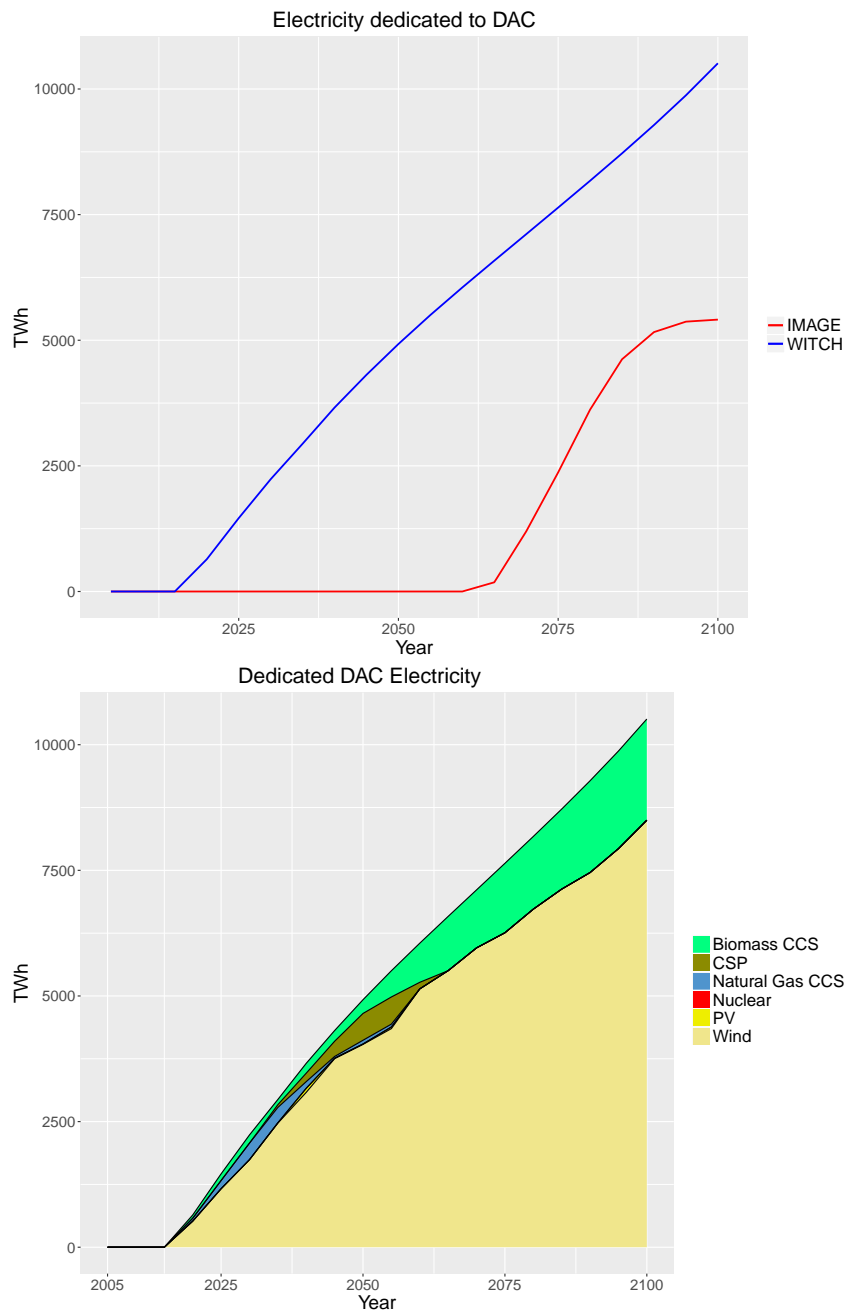 Electricity dedicated to DAC
10000
7500
5000
2500
0
TWh
2025 2050 2075 2100
Year
IMAGE
WITCH
Dedicated DAC Electricity
10000
7500
5000
2500
0
TWh
2005 2025 2050 2075 2100
Year
Biomass CCS
CSP
Natural Gas CCS
Nuclear
PV
Wind